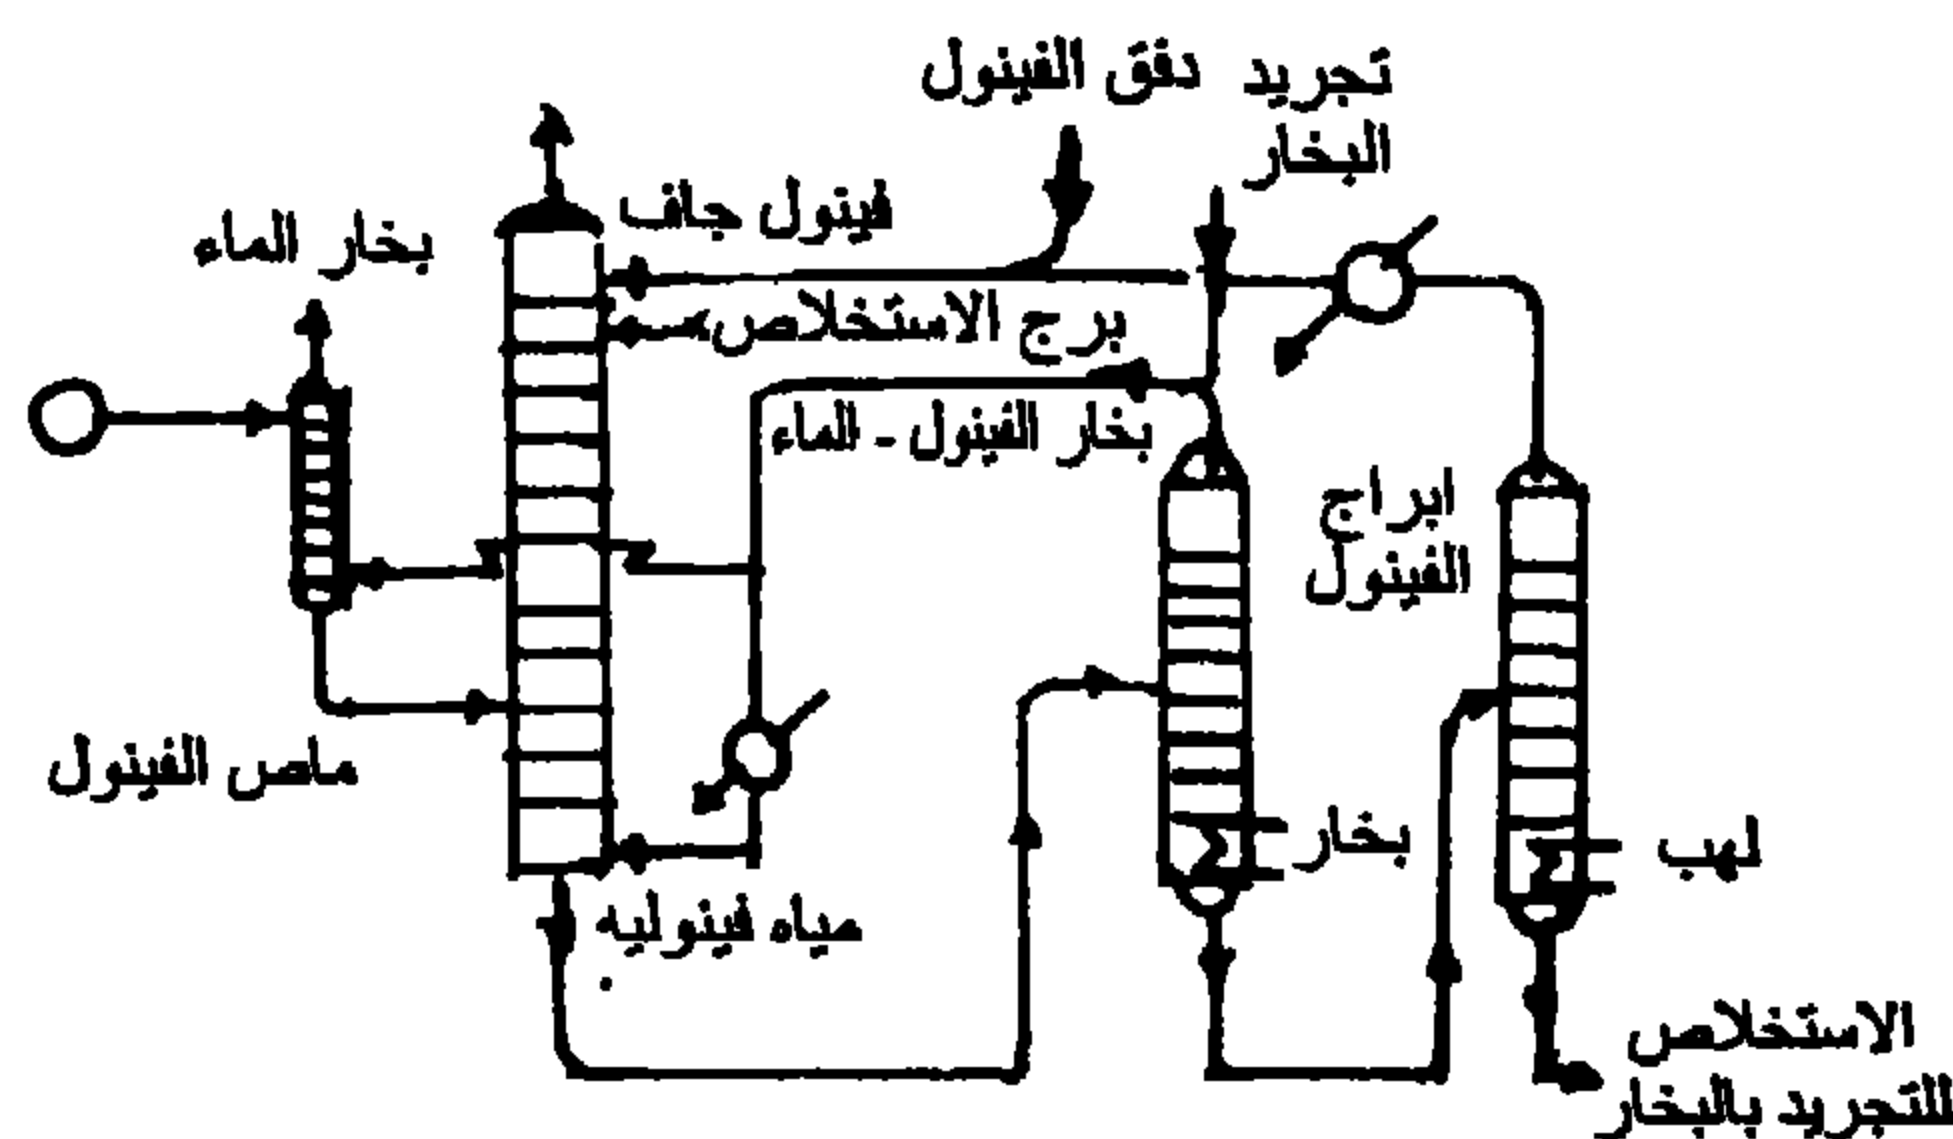 دفق الفينول
تجريد
البخار
فينول جاف
بخار الماء
برج الاستخلاص
بخار الفينول - الماء
ابراج
الفينول
ماص الفينول
بخار
لهب
مياه فينوليه
الاستخلاص
للتجريد بالبخار